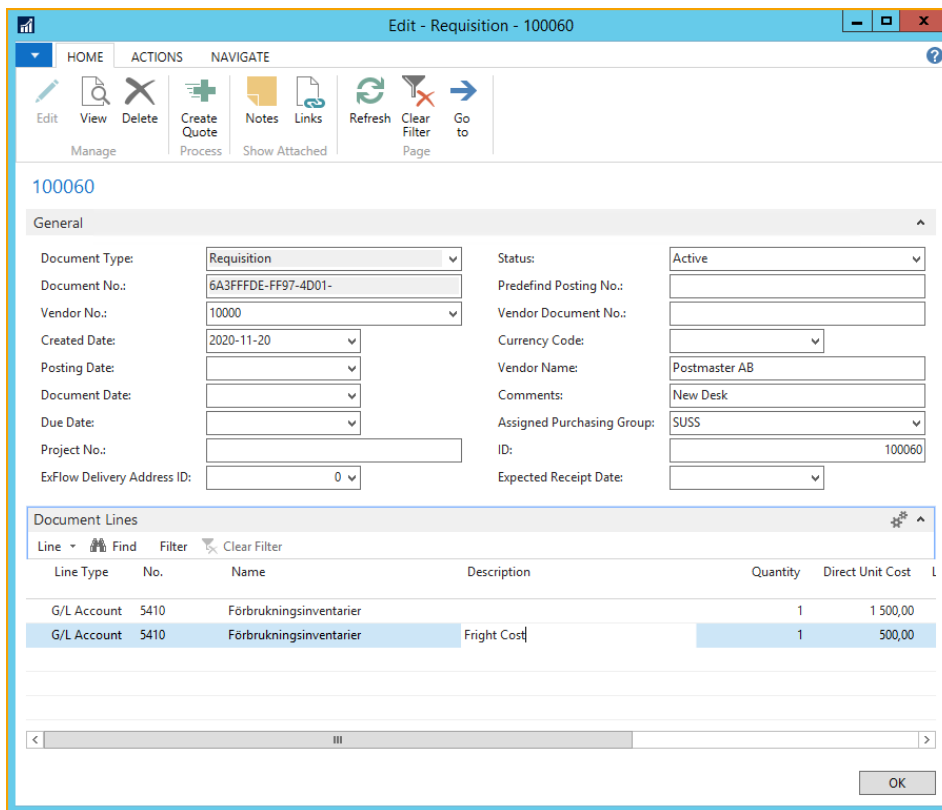 Edit - Requisition - 100060
HOME ACTIONS NAVIGATE
Edit View Delete Create Quote Notes Links Refresh Clear Filter Go to
Manage Process Show Attached Page
100060
General
Document Type: Requisition Status: Active
Document No.: 6A3FFFDE-FF97-4D01- Predefind Posting No.:
Vendor No.: 10000 Vendor Document No.:
Created Date: 2020-11-20 Currency Code:
Posting Date: Vendor Name: Postmaster AB
Document Date: Comments: New Desk
Due Date: Assigned Purchasing Group: SUSS
Project No.: ID: 100060
ExFlow Delivery Address ID: 0 Expected Receipt Date:
Document Lines
Line Find Filter Clear Filter
Line Type No. Name Description Quantity Direct Unit Cost L
G/L Account 5410 Förbrukningsinventarier 1 1 500,00
G/L Account 5410 Förbrukningsinventarier Fright Cost 1 500,00
OK